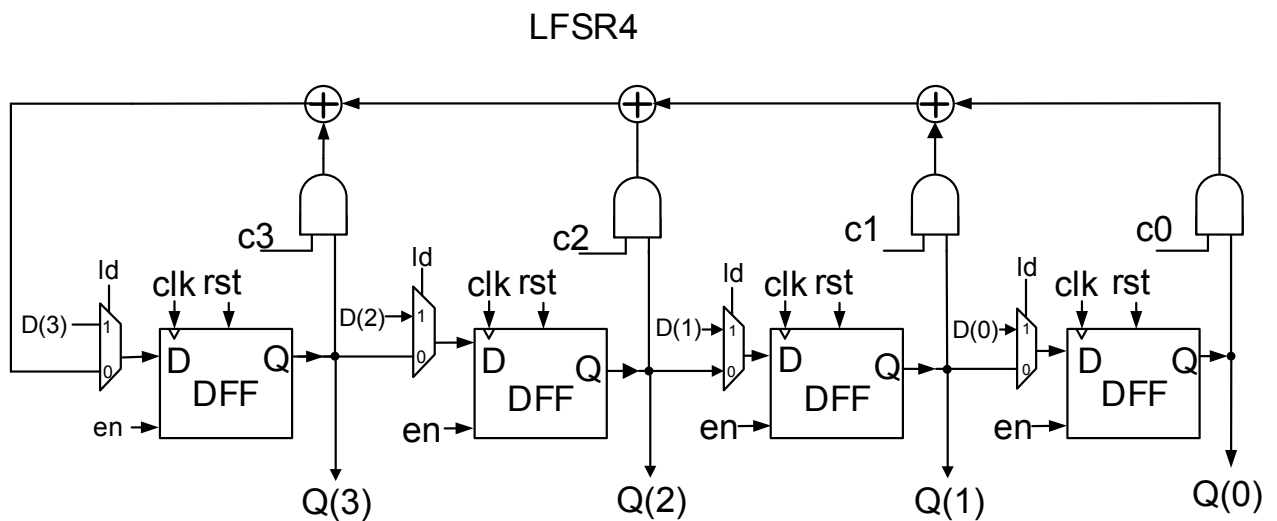 LFSR4
c3
c2
c1
c0
ld
clk rst
ld
clk rst
ld
clk rst
ld
clk rst
D(3)
1
0
D
Q
DFF
en
D(2)
1
0
D
Q
DFF
en
D(1)
1
0
D
Q
DFF
en
D(0)
1
0
D
Q
DFF
en
Q(3)
Q(2)
Q(1)
Q(0)